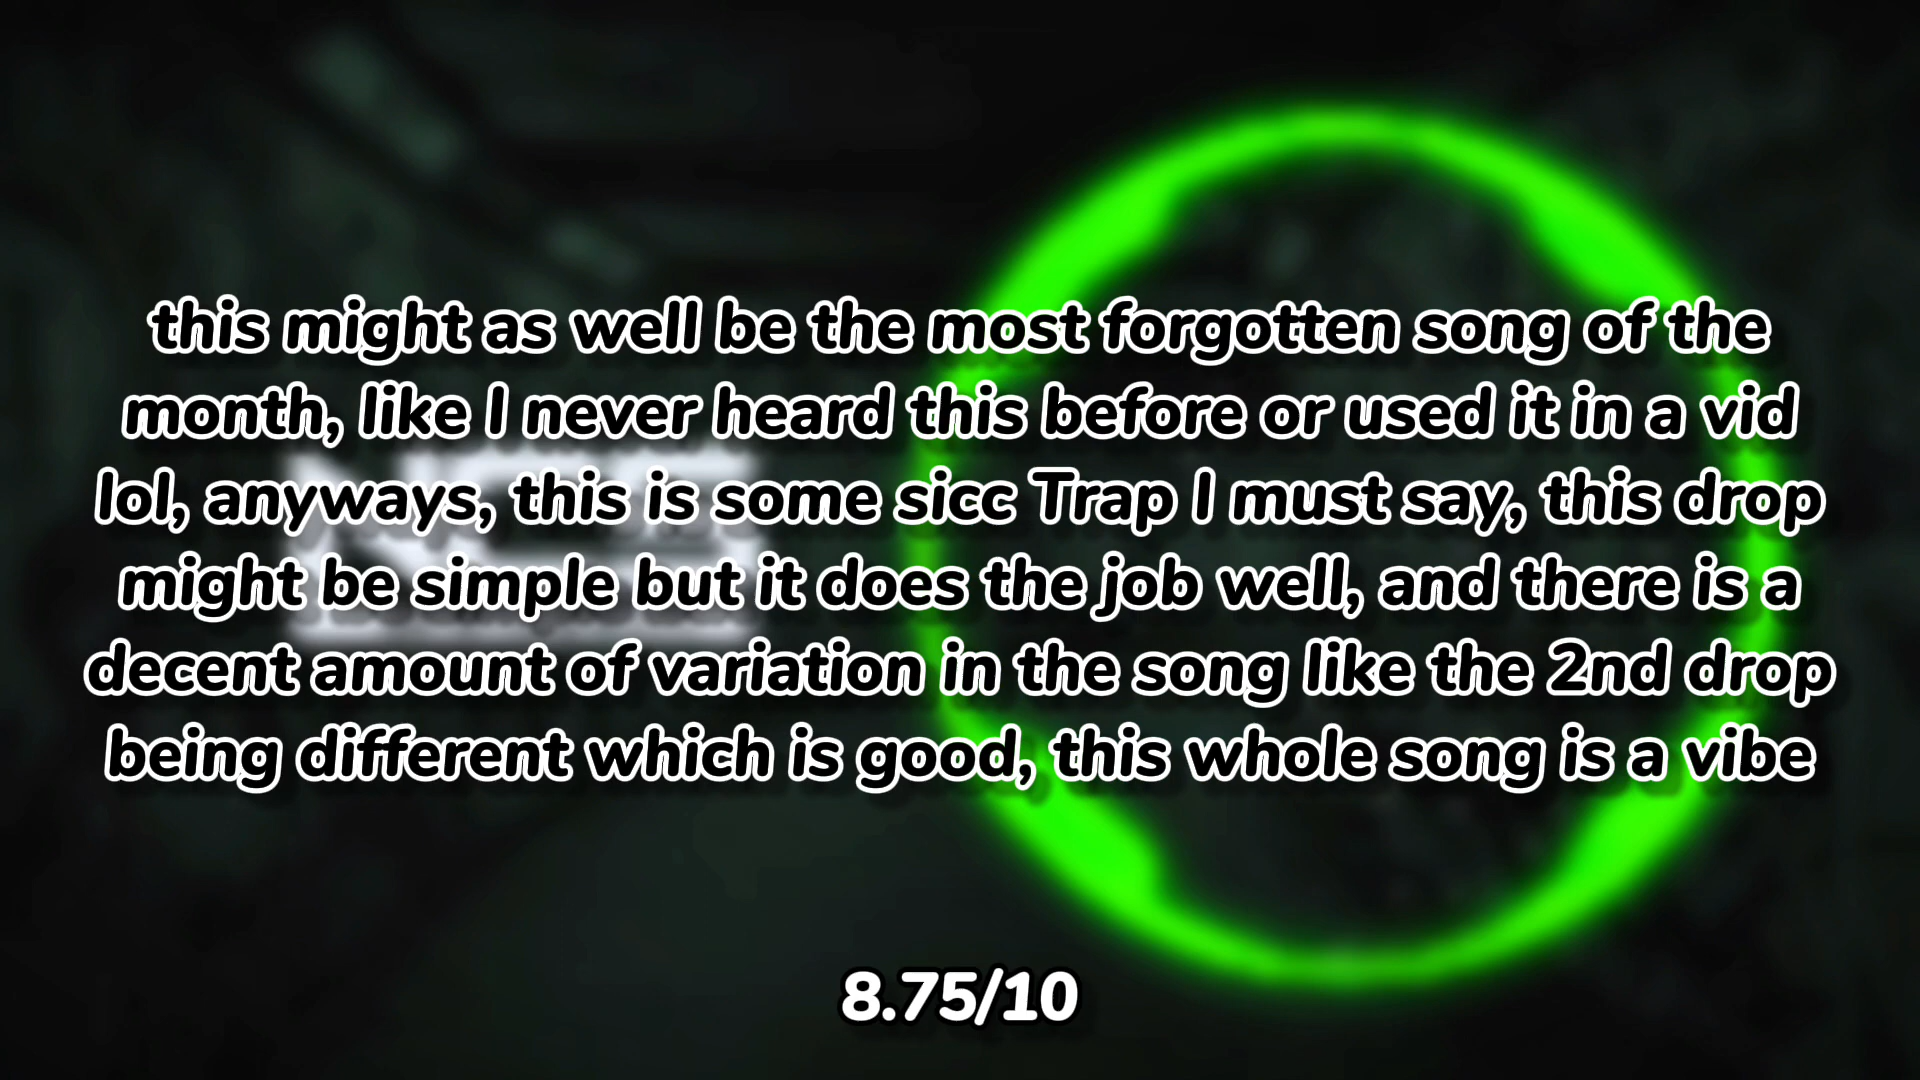 this might as well be the most forgotten song of the
month, like I never heard this before or used it in a vid
lol, anyways, this is some sicc Trap I must say, this drop
might be simple but it does the job well, and there is a
decent amount of variation in the song like the 2nd drop
being different which is good, this whole song is a vibe
8.75/10